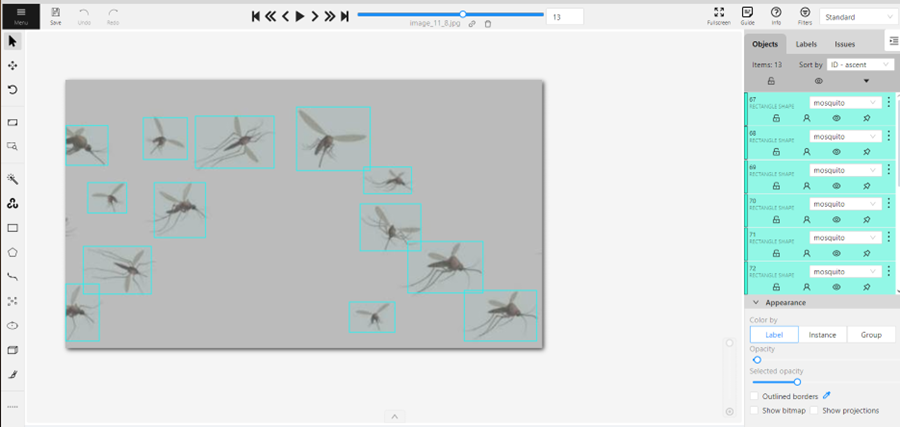 Menu
Save
Undo
Redo
13
image_11_8.jpg
Fullscreen
Guide
Info
Filters
Standard
Objects Labels Issues
Items: 13 Sort by ID - ascent
67 mosquito
RECTANGLE SHAPE
68 mosquito
RECTANGLE SHAPE
69 mosquito
RECTANGLE SHAPE
70 mosquito
RECTANGLE SHAPE
71 mosquito
RECTANGLE SHAPE
72 mosquito
RECTANGLE SHAPE
Appearance
Color by
Label Instance Group
Opacity
Selected opacity
Outlined borders
Show bitmap Show projections